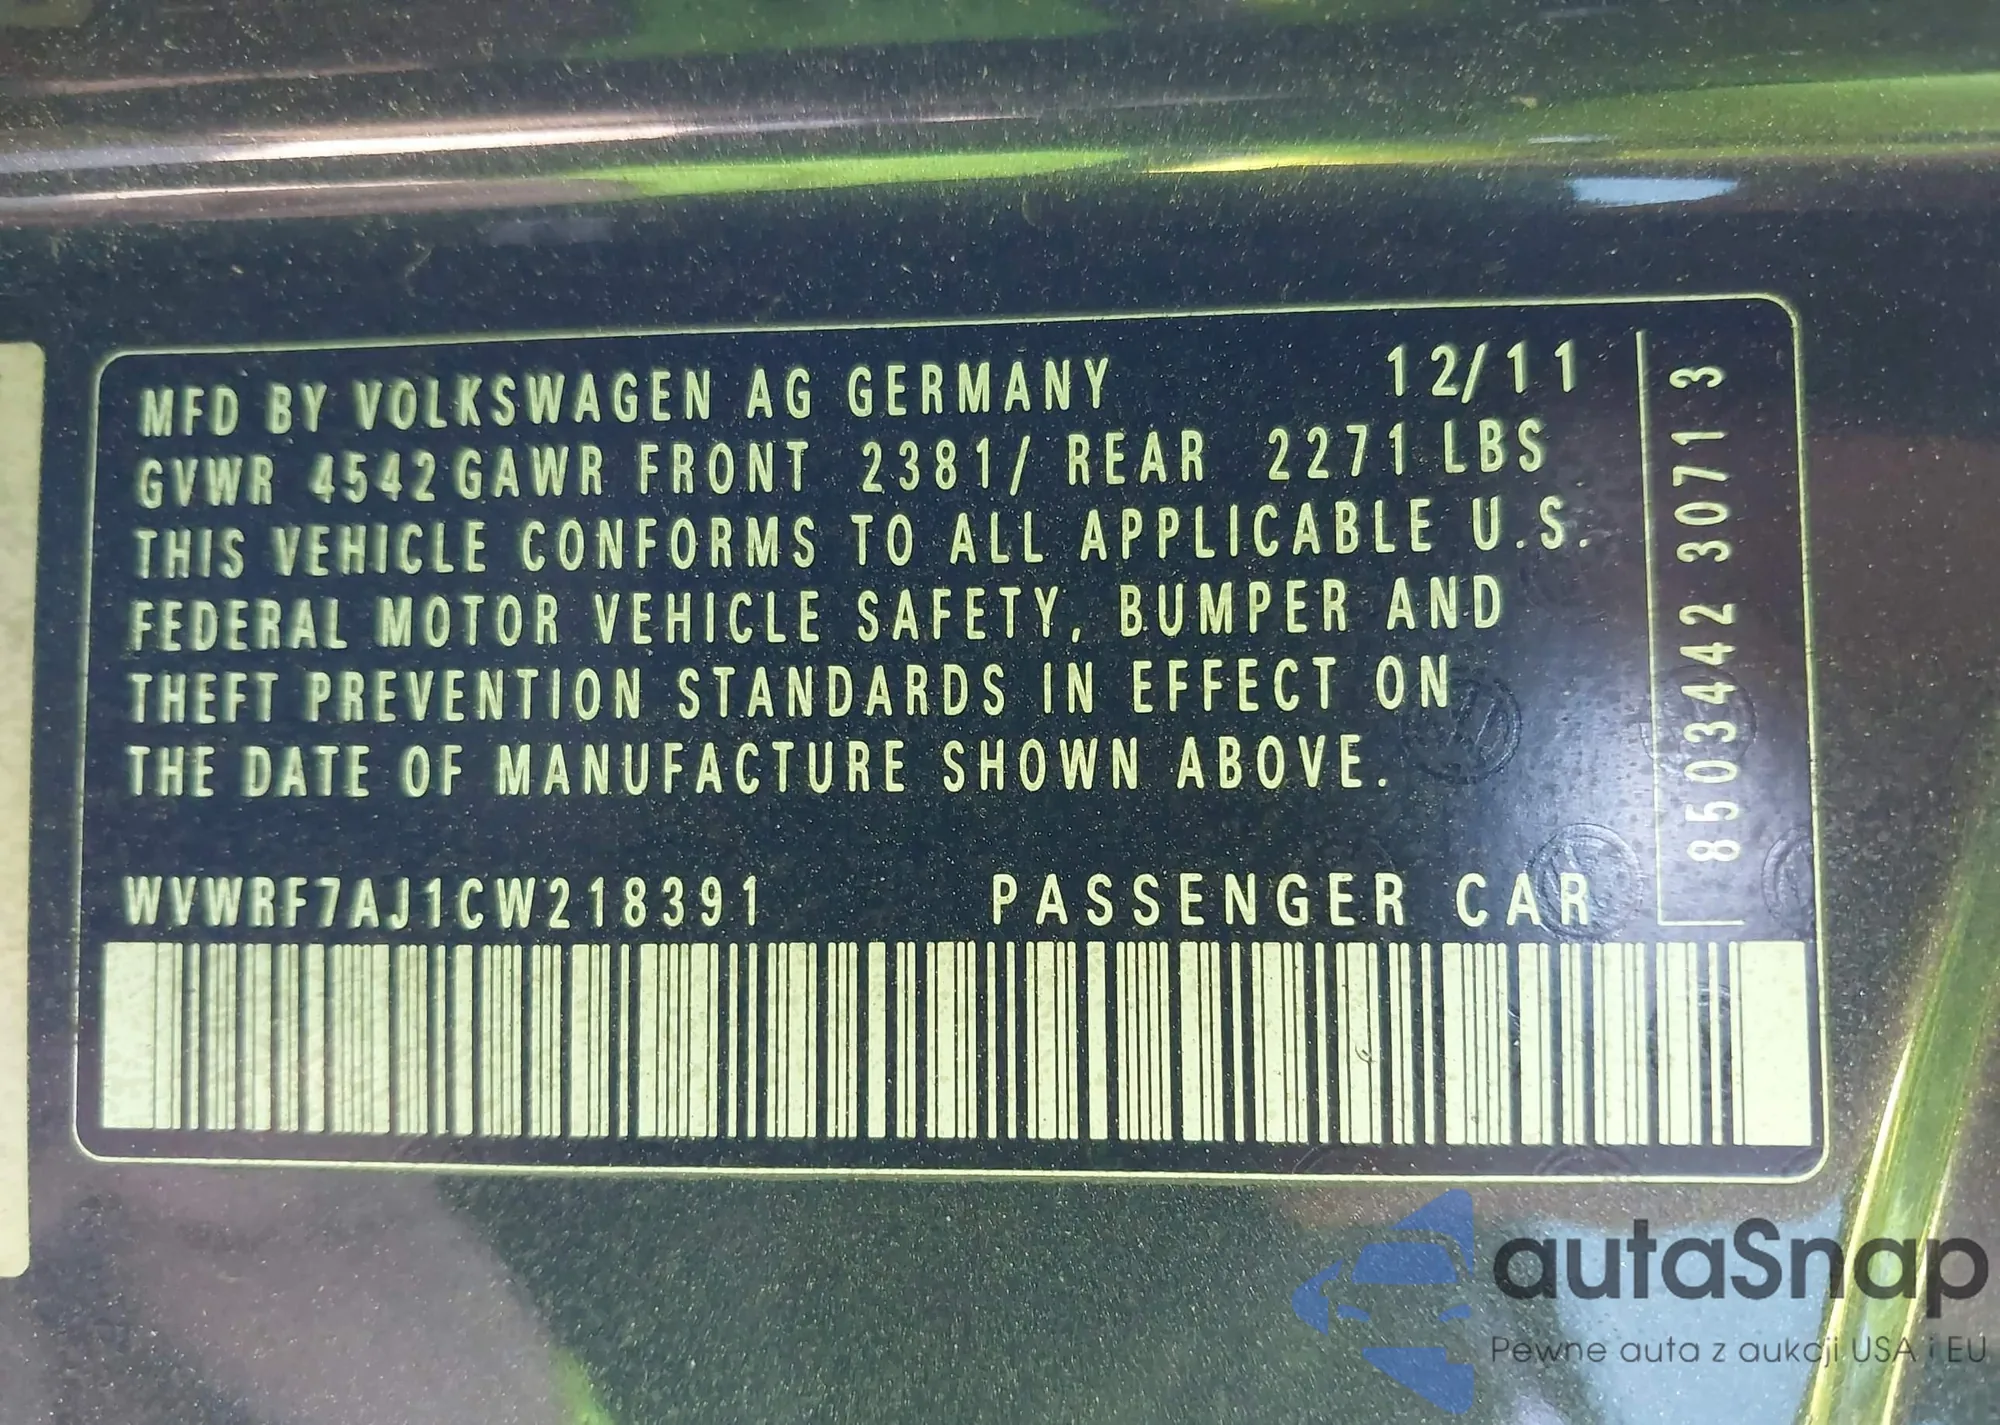 MFD BY VOLKSWAGEN AG GERMANY 12/11
GVWR 4542 GAWR FRONT 2381/ REAR 2271 LBS
THIS VEHICLE CONFORMS TO ALL APPLICABLE U.S.
FEDERAL MOTOR VEHICLE SAFETY, BUMPER AND
THEFT PREVENTION STANDARDS IN EFFECT ON
THE DATE OF MANUFACTURE SHOWN ABOVE.
WVWRF7AJ1CW218391 PASSENGER CAR
8503442 3071 3
autaSnap
Pewne auta z aukcji USA i EU